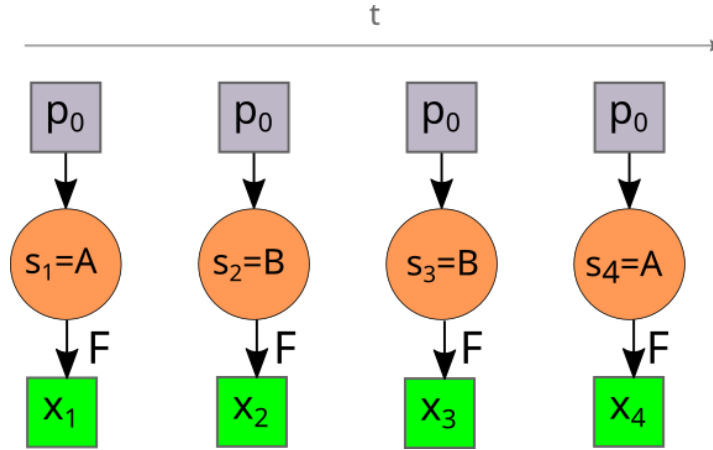 t
p₀ p₀ p₀ p₀
s₁=A s₂=B s₃=B s₄=A
F F F F
x₁ x₂ x₃ x₄